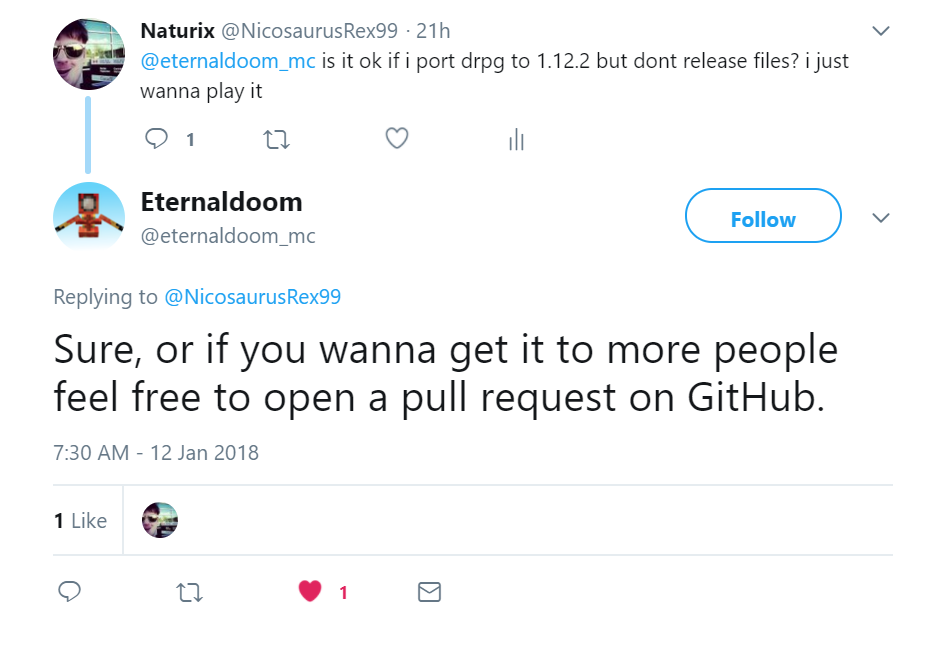 Naturix @NicosaurusRex99 · 21h
@eternaldoom_mc is it ok if i port drpg to 1.12.2 but dont release files? i just
wanna play it
1
Eternaldoom
@eternaldoom_mc
Follow
Replying to @NicosaurusRex99
Sure, or if you wanna get it to more people
feel free to open a pull request on GitHub.
7:30 AM - 12 Jan 2018
1 Like
1